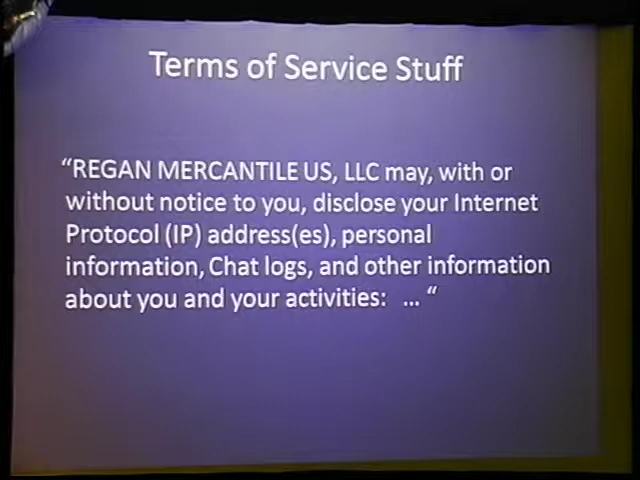 Terms of Service Stuff
“REGAN MERCANTILE US, LLC may, with or
without notice to you, disclose your Internet
Protocol (IP) address(es), personal
information, Chat logs, and other information
about you and your activities:  ... “